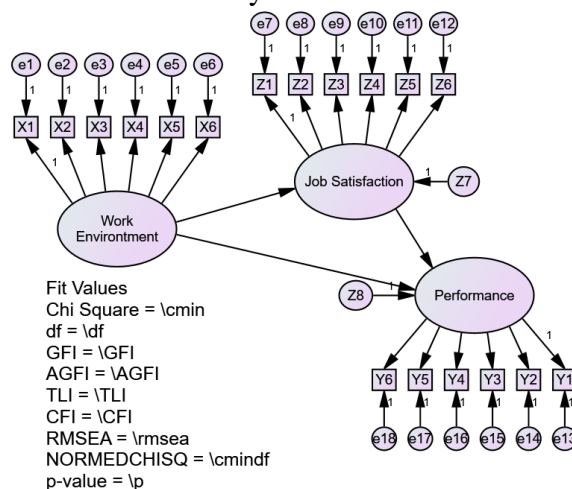 e7 e8 e9 e10 e11 e12
1 1 1 1 1 1
Z1 Z2 Z3 Z4 Z5 Z6
1
e1 e2 e3 e4 e5 e6
1 1 1 1 1 1
X1 X2 X3 X4 X5 X6
1
Job Satisfaction
1
Z7
Work
Environtment
Z8
1
Performance
1
Y6 Y5 Y4 Y3 Y2 Y1
1 1 1 1 1 1
e18 e17 e16 e15 e14 e13
Fit Values
Chi Square = \cmin
df = \df
GFI = \GFI
AGFI = \AGFI
TLI = \TLI
CFI = \CFI
RMSEA = \rmsea
NORMEDCHISQ = \cmindf
p-value = \p